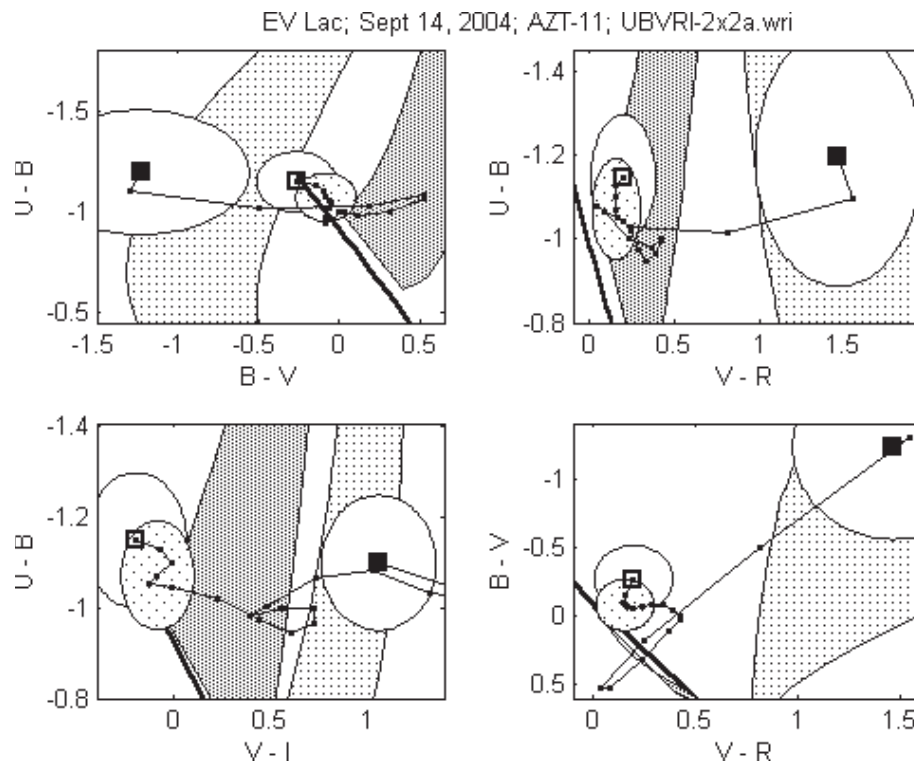 EV Lac; Sept 14, 2004; AZT-11; UBVRI-2x2a.wri
U - B
-1.5
-1
-0.5
-1.5 -1 -0.5 0 0.5
B - V
U - B
-1.4
-1.2
-1
-0.8
0 0.5 1 1.5
V - R
U - B
-1.4
-1.2
-1
-0.8
0 0.5 1
V - I
B - V
-1
-0.5
0
0.5
0 0.5 1 1.5
V - R